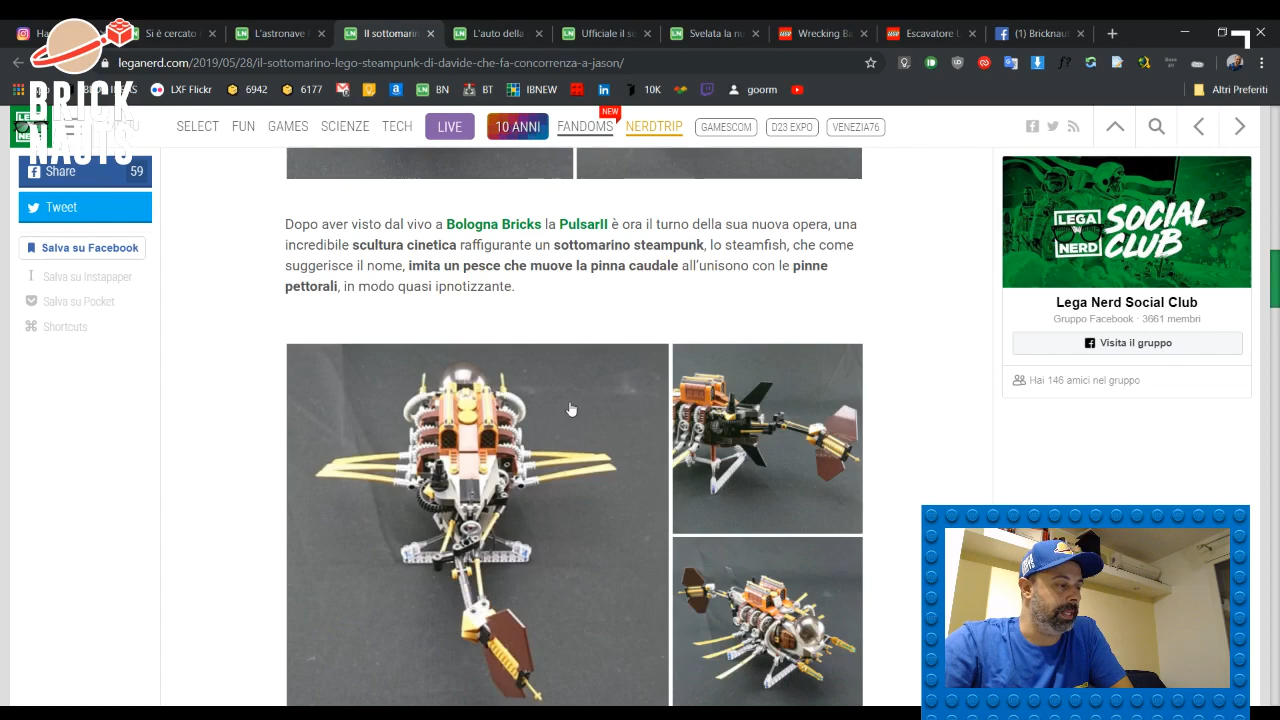 Si è cercato
L'astronave
Il sottomarin
L'auto della
Ufficiale il se
Svelata la nu
Wrecking Ba
Escavatore L
(1) Bricknaut
leganerd.com/2019/05/28/il-sottomarino-lego-steampunk-di-davide-che-fa-concorrenza-a-jason/
LXF Flickr
6942
6177
BN
BT
IBNEW
10K
goorm
Altri Preferiti
BRICK
NAUTS
SELECT
FUN
GAMES
SCIENZE
TECH
LIVE
10 ANNI
FANDOMS
NEW
NERDTRIP
GAMESCOM
D23 EXPO
VENEZIA76
Share
59
Tweet
Salva su Facebook
Salva su Instapaper
Salva su Pocket
Shortcuts
Dopo aver visto dal vivo a Bologna Bricks la PulsarII è ora il turno della sua nuova opera, una
incredibile scultura cinetica raffigurante un sottomarino steampunk, lo steamfish, che come
suggerisce il nome, imita un pesce che muove la pinna caudale all'unisono con le pinne
pettorali, in modo quasi ipnotizzante.
LEGA
NERD
SOCIAL
CLUB
Lega Nerd Social Club
Gruppo Facebook · 3661 membri
Visita il gruppo
Hai 146 amici nel gruppo